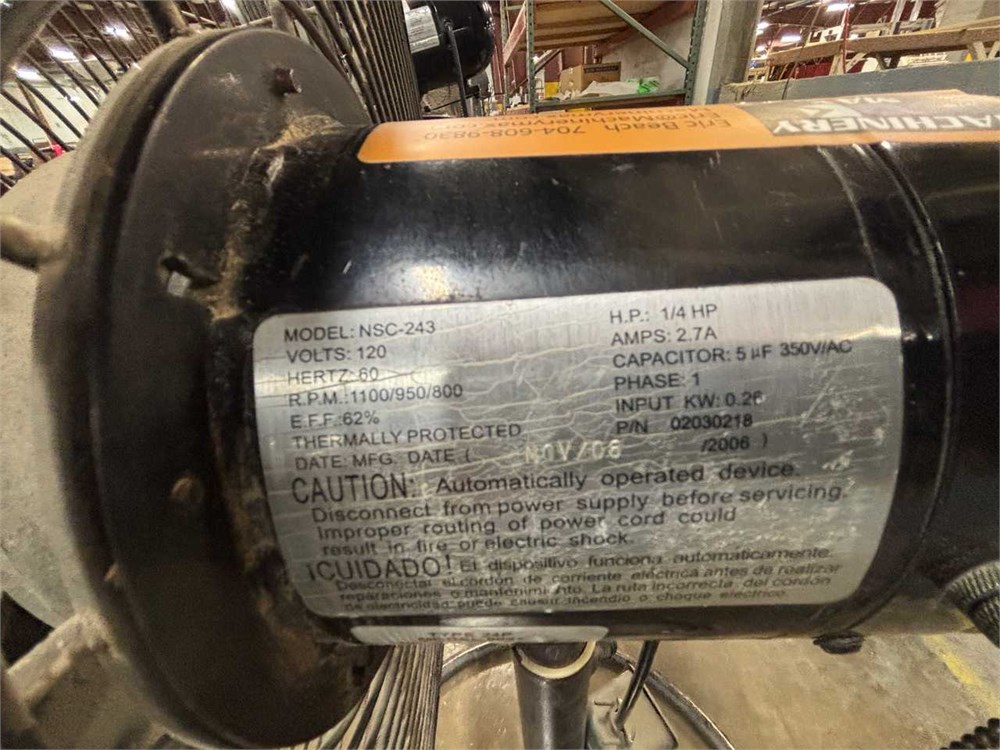 MACHINERY
MAX
Eric Beach 704-608-9830
MODEL: NSC-243
VOLTS: 120
HERTZ: 60
R.P.M.:1100/950/800
E.F.F.:62%
THERMALLY PROTECTED
DATE: MFG. DATE ( NOV/06 /2006 )
H.P.: 1/4 HP
AMPS: 2.7A
CAPACITOR: 5 µF 350V/AC
PHASE: 1
INPUT KW: 0.26
P/N 02030218
CAUTION: Automatically operated device.
Disconnect from power supply before servicing.
Improper routing of power cord could
result in fire or electric shock.
¡CUIDADO! El dispositivo funciona automaticamente.
Desconectar el cordón de corriente eléctrica antes de realizar
reparaciones o mantenimiento. La ruta incorrecta del cordón
de electricidad puede causar incendio o choque eléctrico.